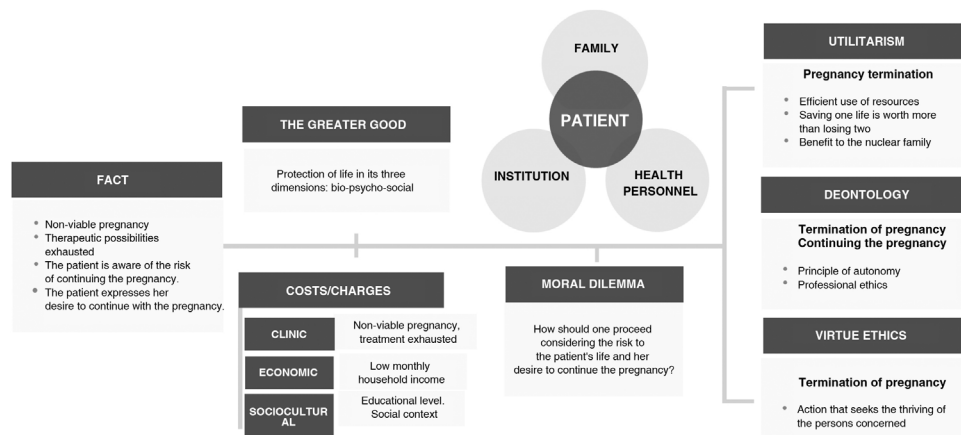 FACT
• Non-viable pregnancy
• Therapeutic possibilities
exhausted
• The patient is aware of the risk
of continuing the pregnancy.
• The patient expresses her
desire to continue with the pregnancy.
THE GREATER GOOD
Protection of life in its three
dimensions: bio-psycho-social
COSTS/CHARGES
CLINIC
Non-viable pregnancy,
treatment exhausted
ECONOMIC
Low monthly
household income
SOCIOCULTUR
AL
Educational level.
Social context
FAMILY
PATIENT
INSTITUTION
HEALTH
PERSONNEL
MORAL DILEMMA
How should one proceed
considering the risk to
the patient's life and her
desire to continue the pregnancy?
UTILITARISM
Pregnancy termination
• Efficient use of resources
• Saving one life is worth more
than losing two
• Benefit to the nuclear family
DEONTOLOGY
Termination of pregnancy
Continuing the pregnancy
• Principle of autonomy
• Professional ethics
VIRTUE ETHICS
Termination of pregnancy
• Action that seeks the thriving of
the persons concerned